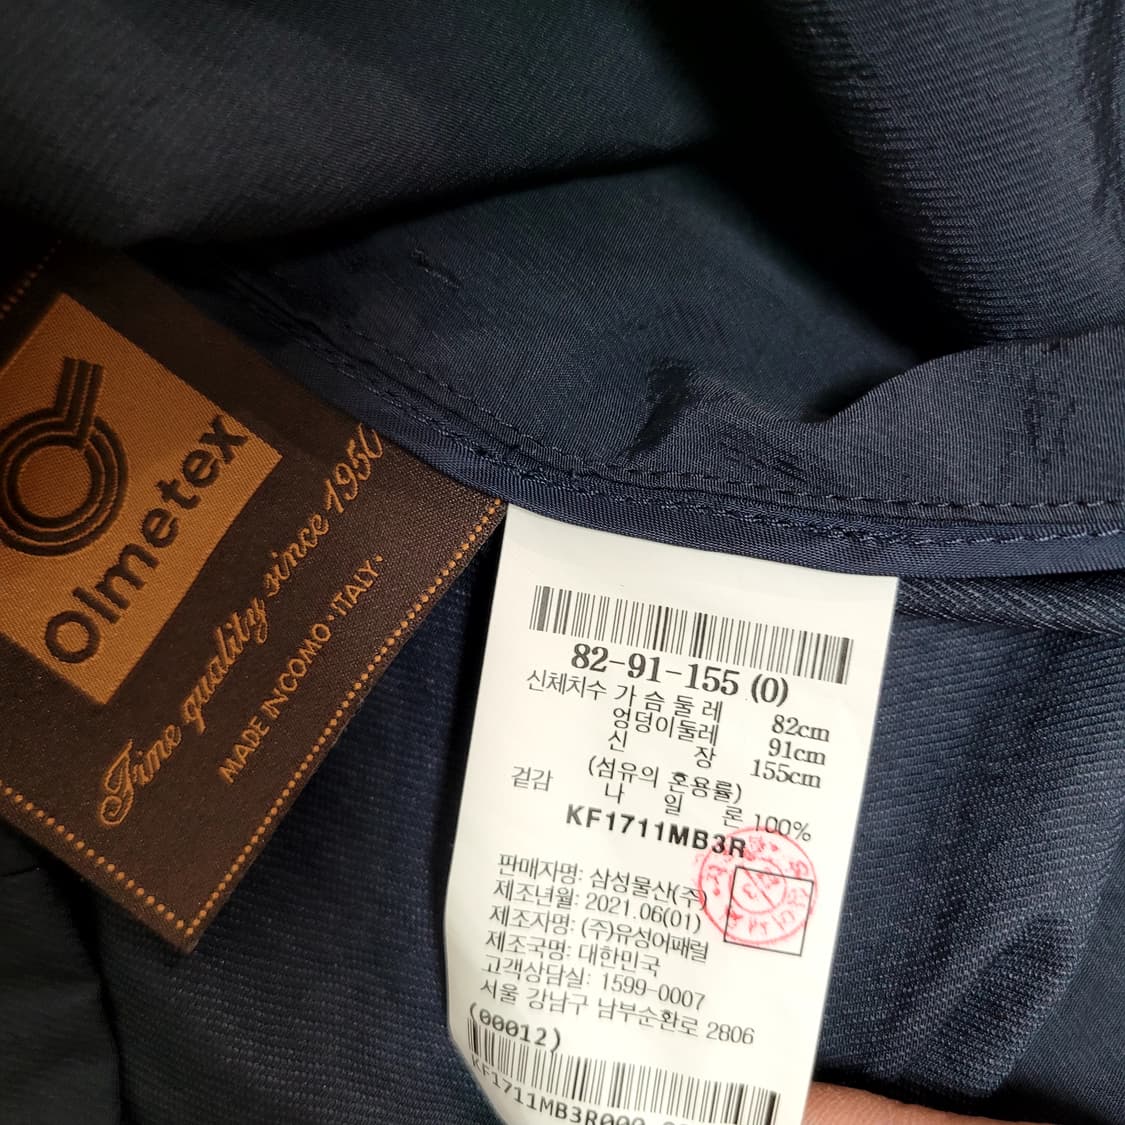 Olmetex
Fine quality since 1950
MADE IN COMO • ITALY •
82-91-155 (0)
신체치수 가슴둘레 82cm
엉덩이둘레 91cm
신 장 155cm
(섬유의 혼용률)
겉감 나 일 론 100%
KF1711MB3R
판매자명: 삼성물산(주)
제조년월: 2021.06(01)
제조자명: (주)유성어패럴
제조국명: 대한민국
고객상담실: 1599-0007
서울 강남구 남부순환로 2806
(00012)
KF1711MB3R000